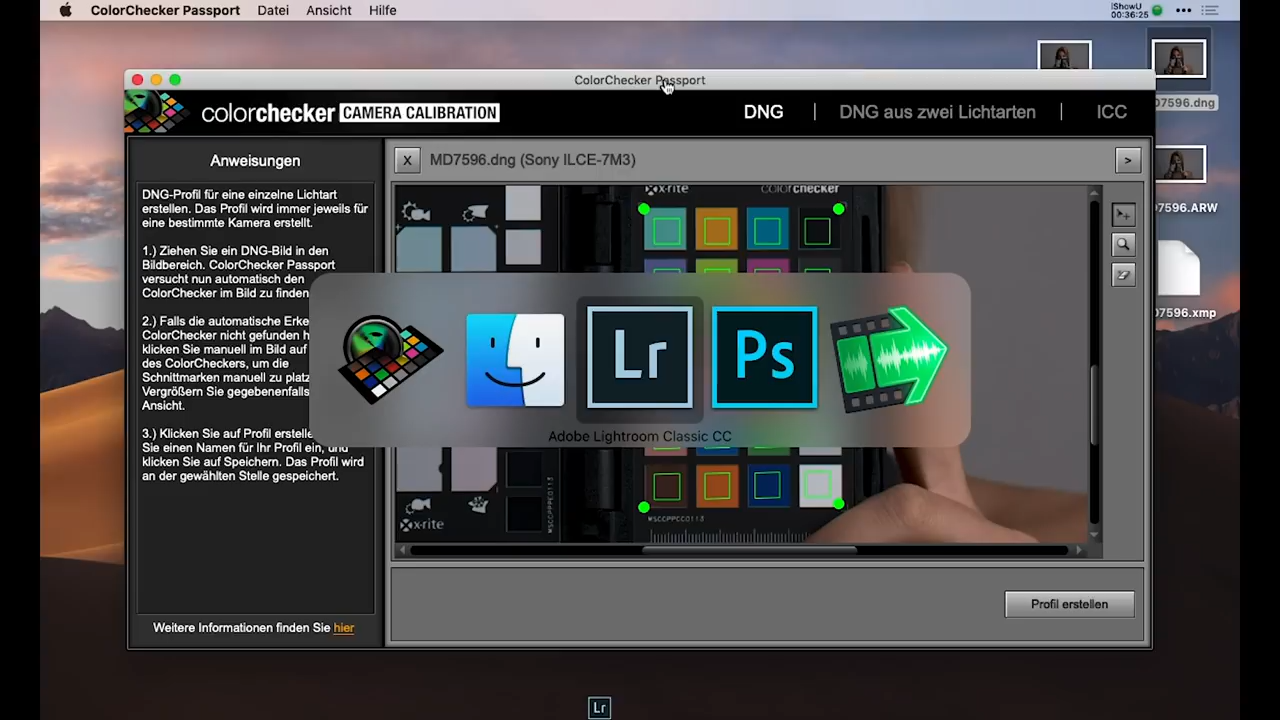 ColorChecker Passport Datei Ansicht Hilfe
iShowU
00:36:25
ColorChecker Passport
colorchecker CAMERA CALIBRATION
DNG | DNG aus zwei Lichtarten | ICC
D7596.dng
Anweisungen
X MD7596.dng (Sony ILCE-7M3) >
DNG-Profil für eine einzelne Lichtart
erstellen. Das Profil wird immer jeweils für
eine bestimmte Kamera erstellt.
1.) Ziehen Sie ein DNG-Bild in den
Bildbereich. ColorChecker Passport
versucht nun automatisch den
ColorChecker im Bild zu finden
2.) Falls die automatische Erke
ColorChecker nicht gefunden h
klicken Sie manuell im Bild auf
des ColorCheckers, um die
Schnittmarken manuell zu platz
Vergrößern Sie gegebenenfalls
Ansicht.
3.) Klicken Sie auf Profil erstelle
Sie einen Namen für Ihr Profil ein, und
klicken Sie auf Speichern. Das Profil wird
an der gewählten Stelle gespeichert.
Weitere Informationen finden Sie hier
x-rite colorchecker
D7596.ARW
D7596.xmp
Lr
Ps
Adobe Lightroom Classic CC
x-rite
MSCCPPPE0113
MSCCPPCC0113
Profil erstellen
Lr